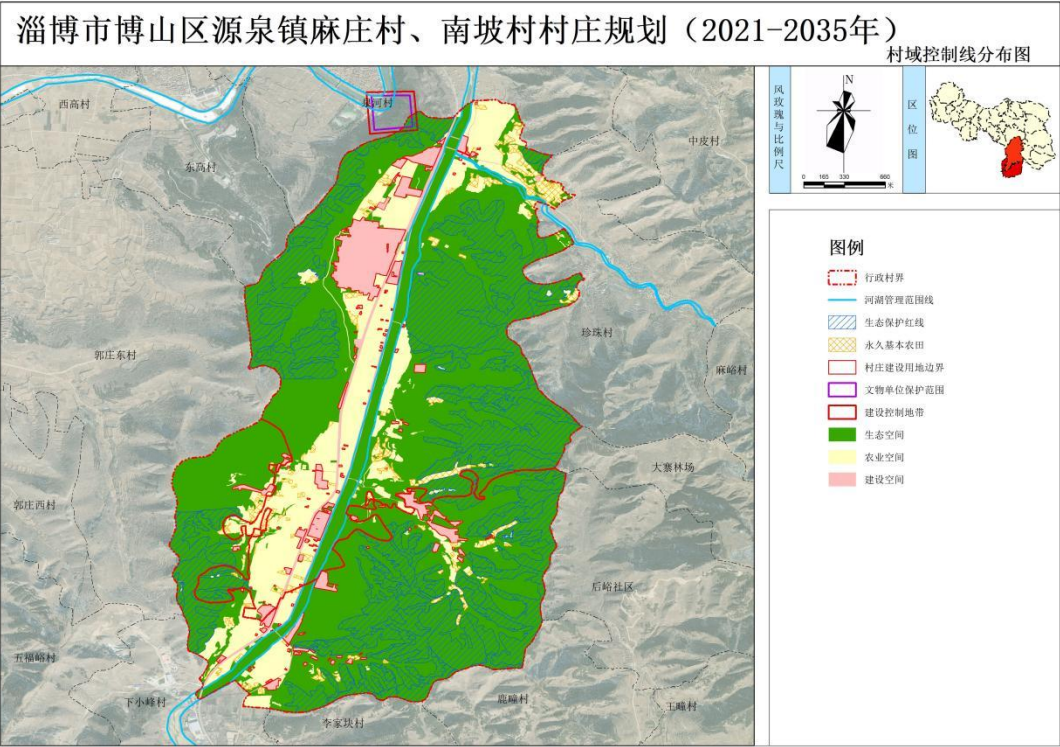 淄博市博山区源泉镇麻庄村、南坡村村庄规划（2021-2035年）
村域控制线分布图
西高村
泉河村
东高村
中皮村
珍珠村
麻峪村
郭庄东村
大寨林场
郭庄西村
后峪社区
五福峪村
下小峰村
李家块村
鹿疃村
王疃村
风玫瑰与比例尺
N
0 165 330 660
米
区位图
图例
行政村界
河湖管理范围线
生态保护红线
永久基本农田
村庄建设用地边界
文物单位保护范围
建设控制地带
生态空间
农业空间
建设空间